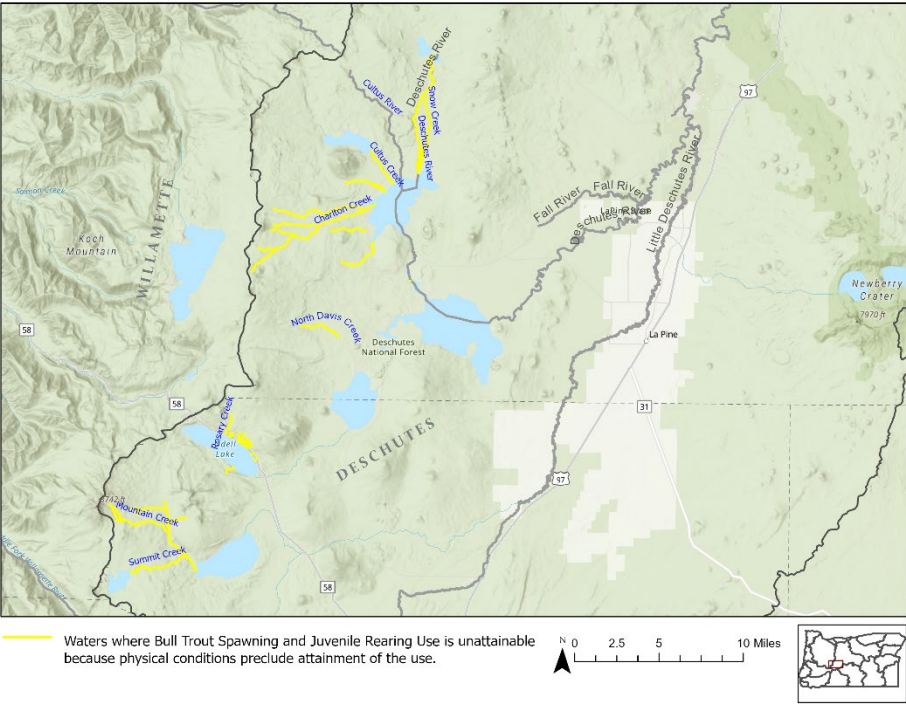 Deschutes River
Cultus River
Snow Creek
Deschutes River
97
Cultus Creek
Salmon Creek
WILLAMETTE
Koch
Mountain
Charlton Creek
Fall River
Fall River
Deschutes River
Little Deschutes River
Newberry
Crater
7970 ft
58
North Davis Creek
Deschutes
National Forest
La Pine
58
31
Rosary Creek
Lake
DESCHUTES
97
Mountain Creek
Summit Creek
58
Waters where Bull Trout Spawning and Juvenile Rearing Use is unattainable
because physical conditions preclude attainment of the use.
N
0 2.5 5 10 Miles